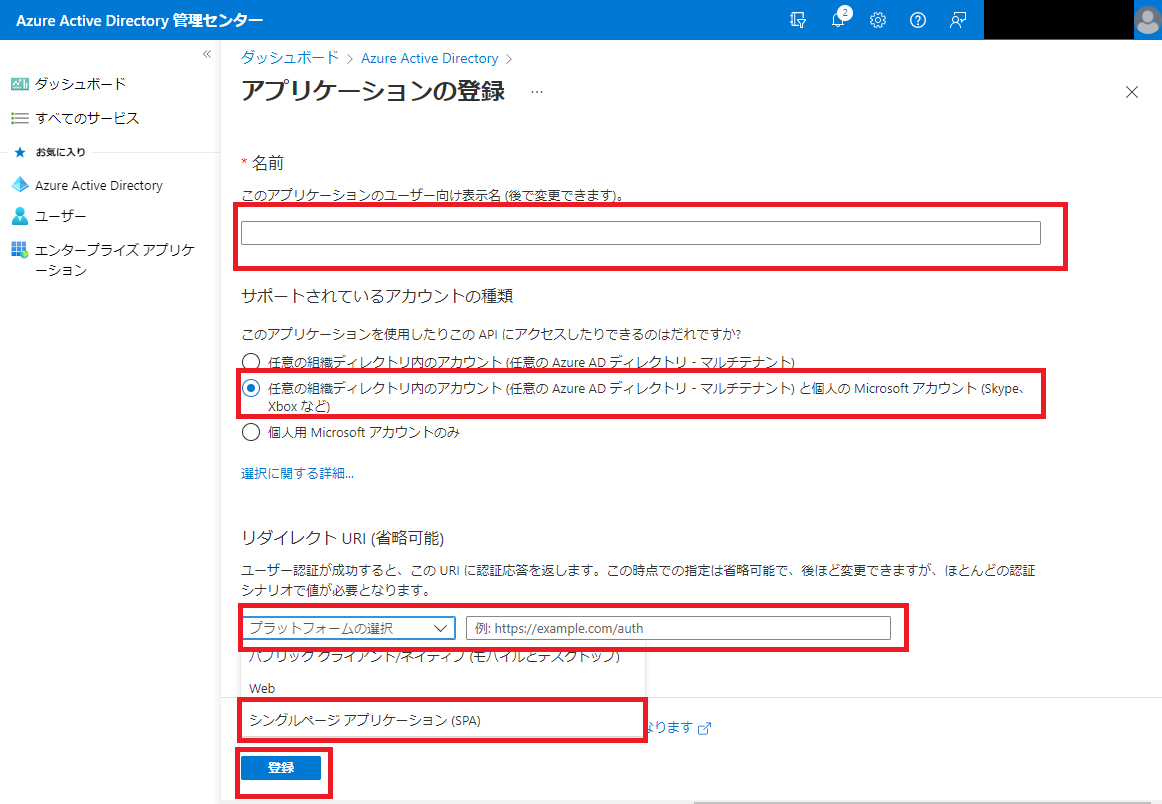 Azure Active Directory 管理センター
2
«
ダッシュボード
すべてのサービス
お気に入り
Azure Active Directory
ユーザー
エンタープライズ アプリケ
ーション
ダッシュボード > Azure Active Directory >
アプリケーションの登録 …
* 名前
このアプリケーションのユーザー向け表示名 (後で変更できます)。
サポートされているアカウントの種類
このアプリケーションを使用したりこの API にアクセスしたりできるのはだれですか?
任意の組織ディレクトリ内のアカウント (任意の Azure AD ディレクトリ - マルチテナント)
任意の組織ディレクトリ内のアカウント (任意の Azure AD ディレクトリ - マルチテナント) と個人の Microsoft アカウント (Skype、
Xbox など)
個人用 Microsoft アカウントのみ
選択に関する詳細...
リダイレクト URI (省略可能)
ユーザー認証が成功すると、この URI に認証応答を返します。この時点での指定は省略可能で、後ほど変更できますが、ほとんどの認証
シナリオで値が必要となります。
プラットフォームの選択
例: https://example.com/auth
パブリック クライアント/ネイティブ (モバイルとデスクトップ)
Web
シングルページ アプリケーション (SPA)
なります
登録